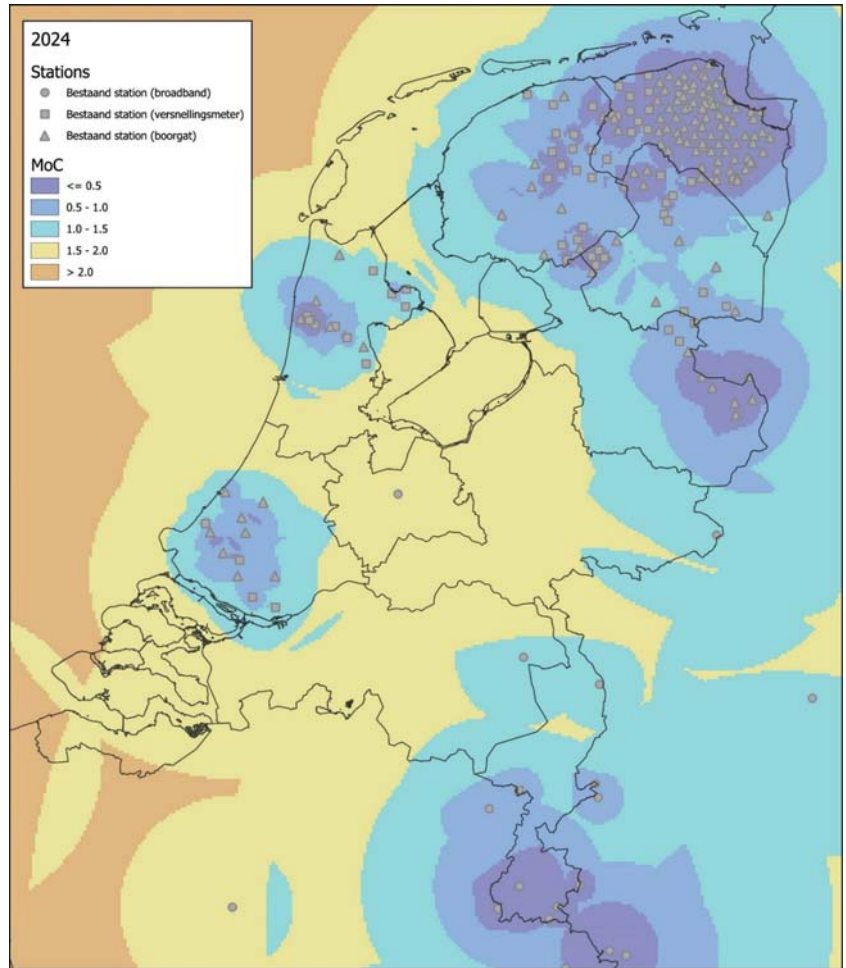 2024
Stations
Bestaand station (broadband)
Bestaand station (versnellingsmeter)
Bestaand station (boorgat)
MoC
<= 0.5
0.5 - 1.0
1.0 - 1.5
1.5 - 2.0
> 2.0